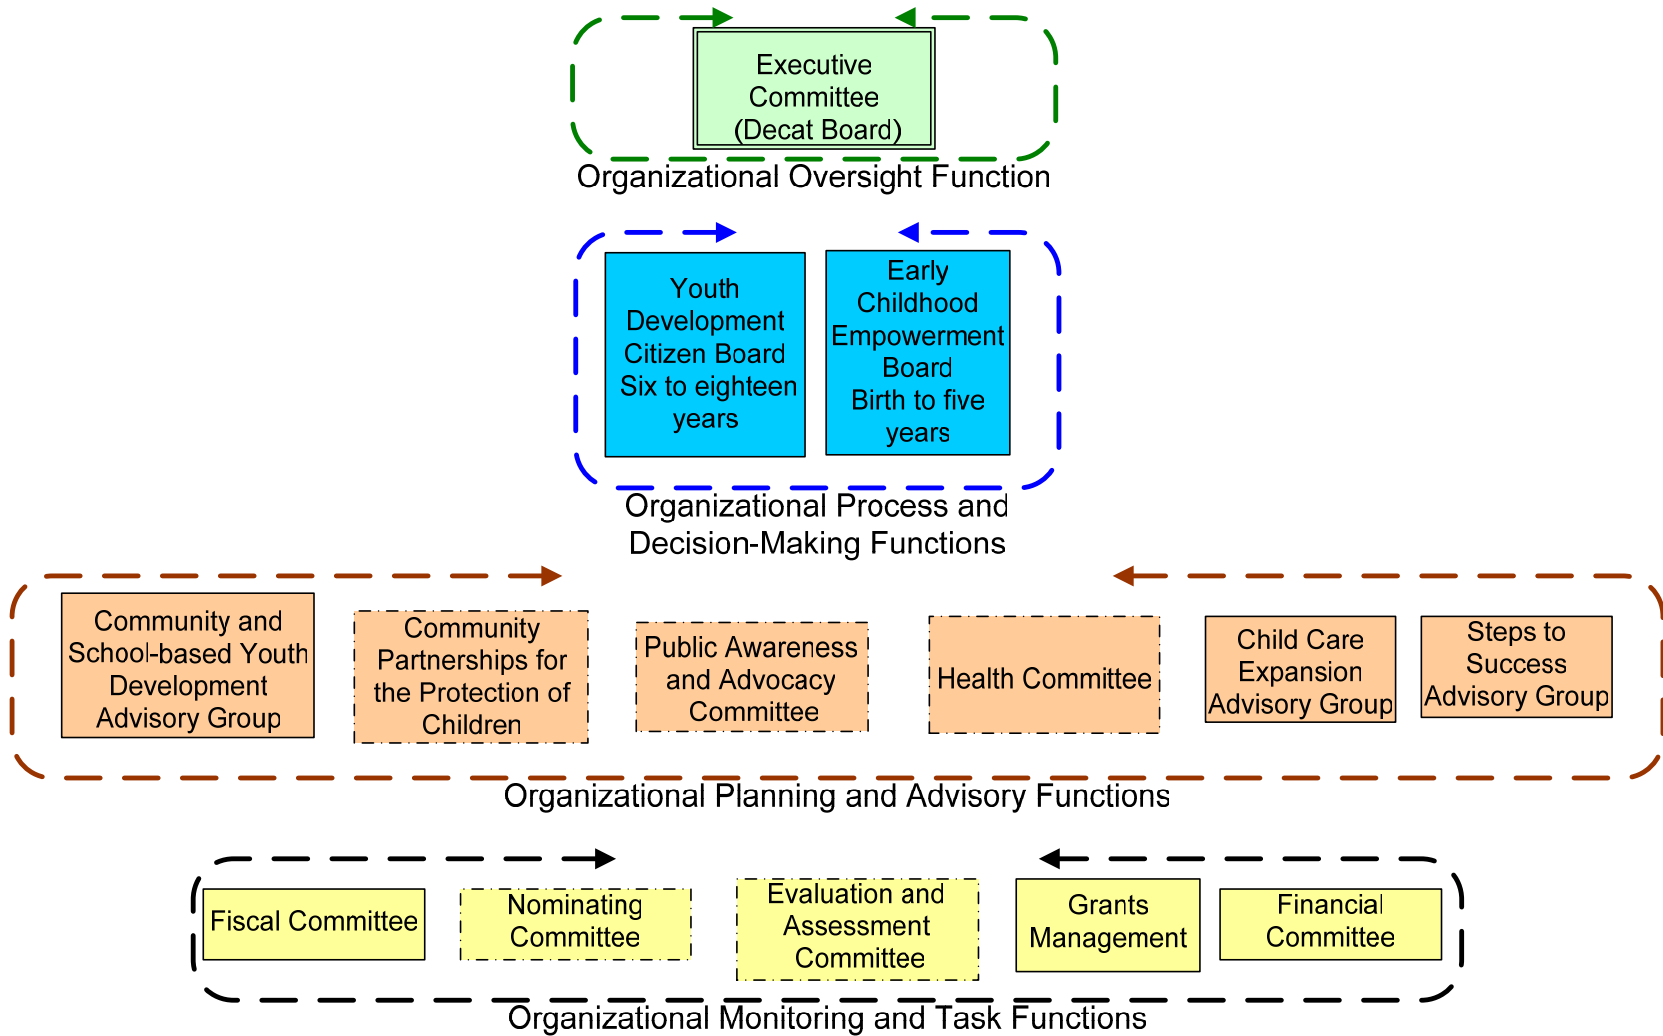 Executive
Committee
(Decat Board)
Organizational Oversight Function
Youth
Development
Citizen Board
Six to eighteen
years
Early
Childhood
Empowerment
Board
Birth to five
years
Organizational Process and
Decision-Making Functions
Community and
School-based Youth
Development
Advisory Group
Community
Partnerships for
the Protection of
Children
Public Awareness
and Advocacy
Committee
Health Committee
Child Care
Expansion
Advisory Group
Steps to
Success
Advisory Group
Organizational Planning and Advisory Functions
Fiscal Committee
Nominating
Committee
Evaluation and
Assessment
Committee
Grants
Management
Financial
Committee
Organizational Monitoring and Task Functions